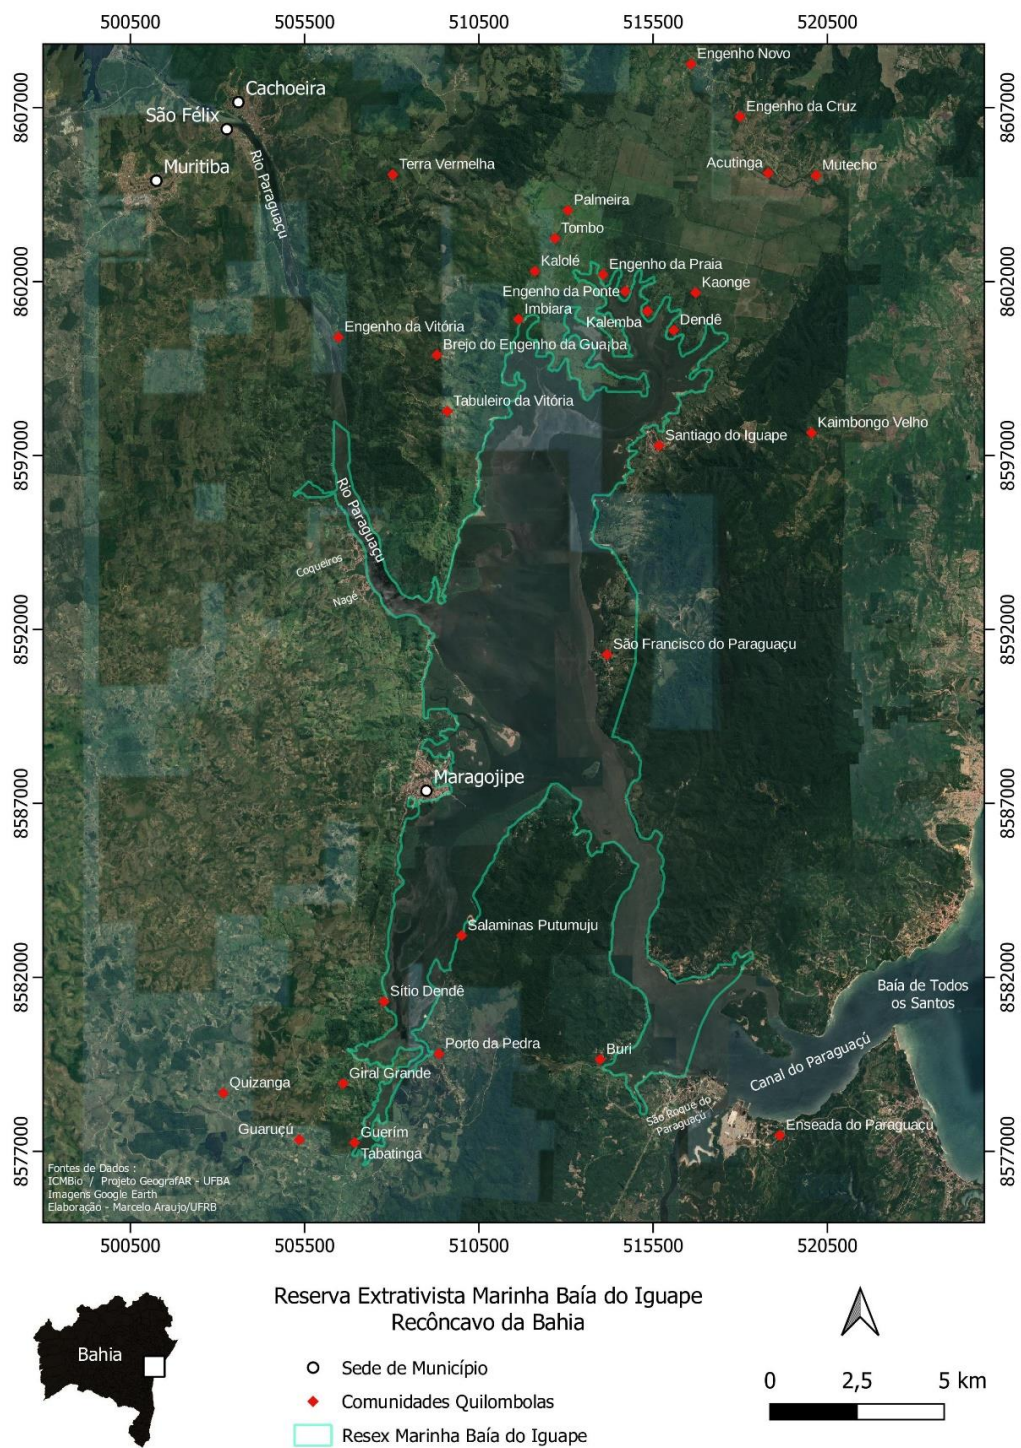 500500 505500 510500 515500 520500
8607000
8602000
8597000
8592000
8587000
8582000
8577000
8607000
8602000
8597000
8592000
8587000
8582000
8577000
Engenho Novo
Cachoeira
São Félix
Engenho da Cruz
Muritiba
Rio Paraguaçu
Terra Vermelha
Acutinga
Mutecho
Palmeira
Tombo
Kalolé
Engenho da Praia
Engenho da Ponte
Kaonge
Imbiara
Kalemba
Dendê
Engenho da Vitória
Brejo do Engenho da Guaíba
Tabuleiro da Vitória
Santiago do Iguape
Kaimbongo Velho
Rio Paraguaçu
Coqueiros
Nagé
São Francisco do Paraguaçu
Maragojipe
Salaminas Putumuju
Sítio Dendê
Baía de Todos
os Santos
Porto da Pedra
Buri
Canal do Paraguaçú
Giral Grande
Quizanga
São Roque do
Paraguaçú
Guaruçú
Guerím
Tabatinga
Enseada do Paraguaçú
Fontes de Dados :
ICMBio / Projeto GeografAR - UFBA
Imagens Google Earth
Elaboração - Marcelo Araujo/UFRB
500500 505500 510500 515500 520500
Bahia
Reserva Extrativista Marinha Baía do Iguape
Recôncavo da Bahia
Sede de Município
Comunidades Quilombolas
Resex Marinha Baía do Iguape
0 2,5 5 km